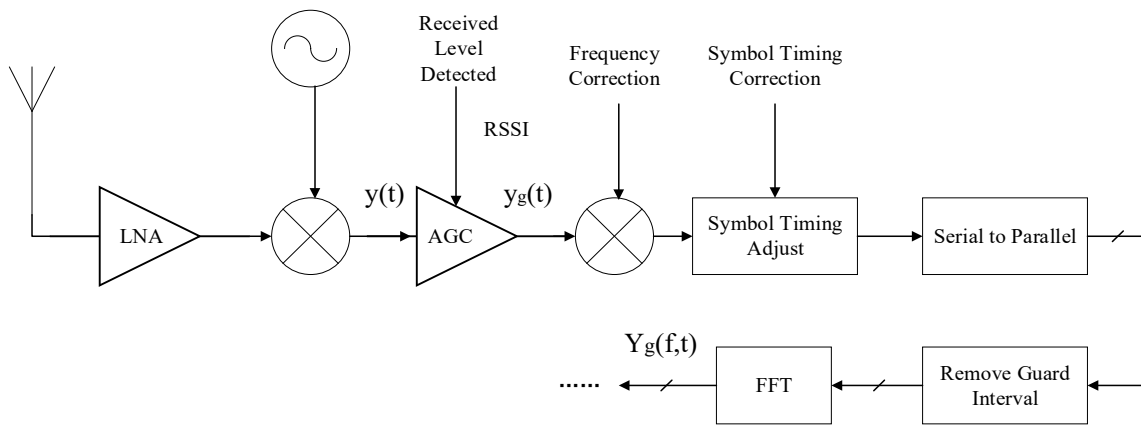 Received
Level
Detected
Frequency
Correction
Symbol Timing
Correction
RSSI
LNA
y(t)
AGC
yg(t)
Symbol Timing
Adjust
Serial to Parallel
Yg(f,t)
......
FFT
Remove Guard
Interval